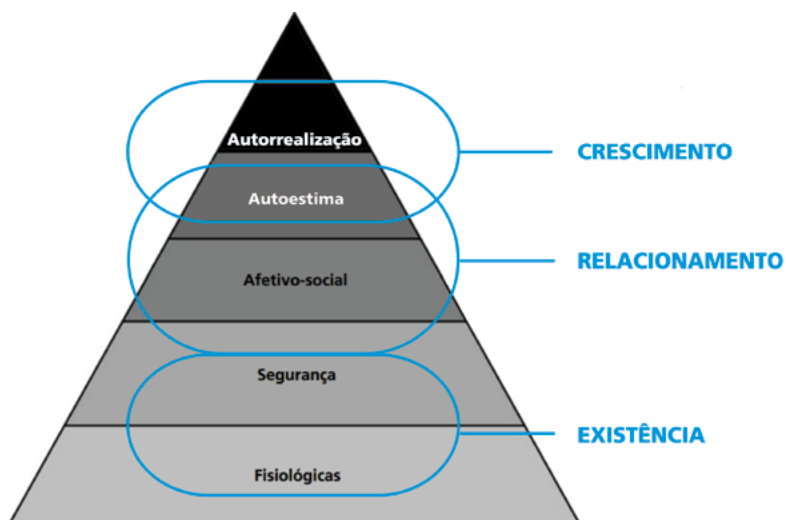 Autorrealização
CRESCIMENTO
Autoestima
RELACIONAMENTO
Afetivo-social
Segurança
EXISTÊNCIA
Fisiológicas